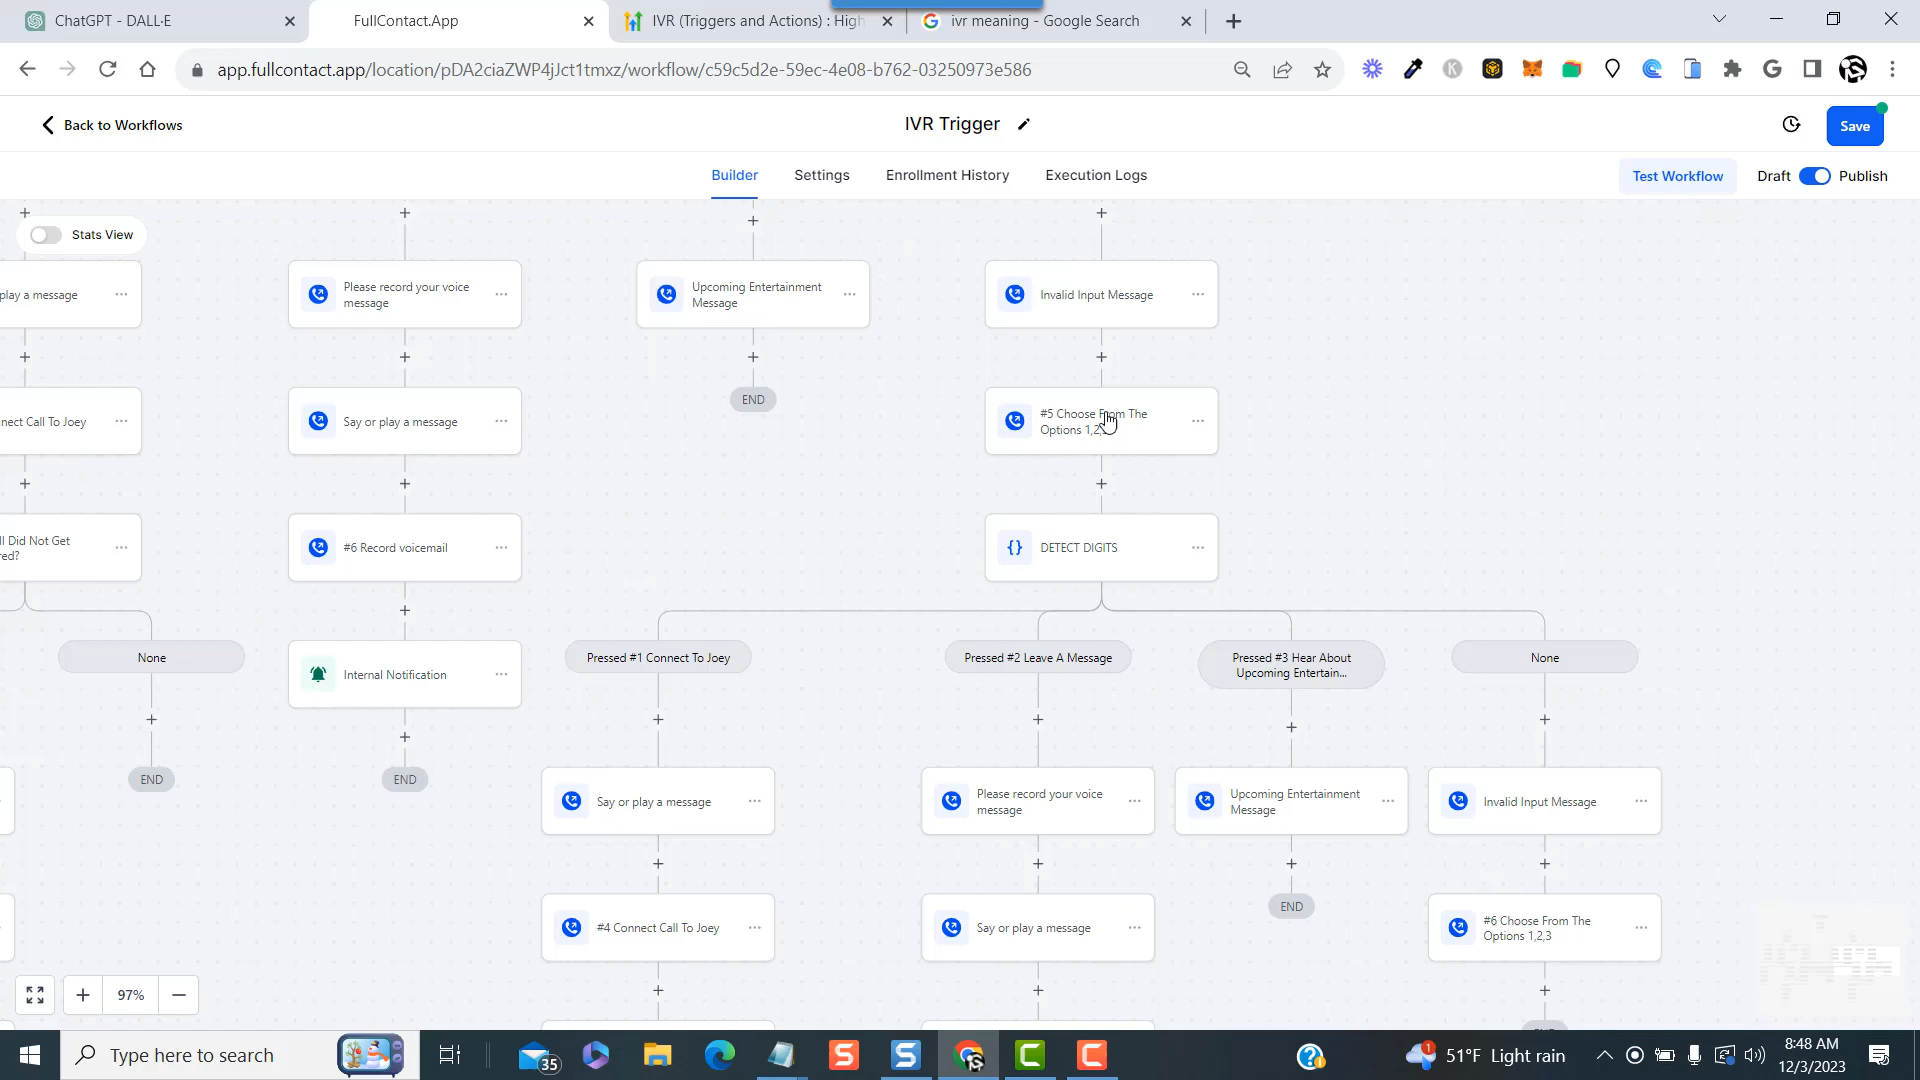 ChatGPT - DALL·E
FullContact.App
IVR (Triggers and Actions) : High
ivr meaning - Google Search
app.fullcontact.app/location/pDA2ciaZWP4jJct1tmxz/workflow/c59c5d2e-59ec-4e08-b762-03250973e586
Back to Workflows
IVR Trigger
Save
Builder
Settings
Enrollment History
Execution Logs
Test Workflow
Draft
Publish
Stats View
play a message
Please record your voice
message
Upcoming Entertainment
Message
Invalid Input Message
nect Call To Joey
Say or play a message
#5 Choose From The
Options 1,2,
ll Did Not Get
red?
#6 Record voicemail
DETECT DIGITS
None
Internal Notification
Pressed #1 Connect To Joey
Pressed #2 Leave A Message
Pressed #3 Hear About
Upcoming Entertain...
None
END
END
END
Say or play a message
Please record your voice
message
Upcoming Entertainment
Message
Invalid Input Message
#4 Connect Call To Joey
Say or play a message
END
#6 Choose From The
Options 1,2,3
97%
Type here to search
35
51°F Light rain
8:48 AM
12/3/2023